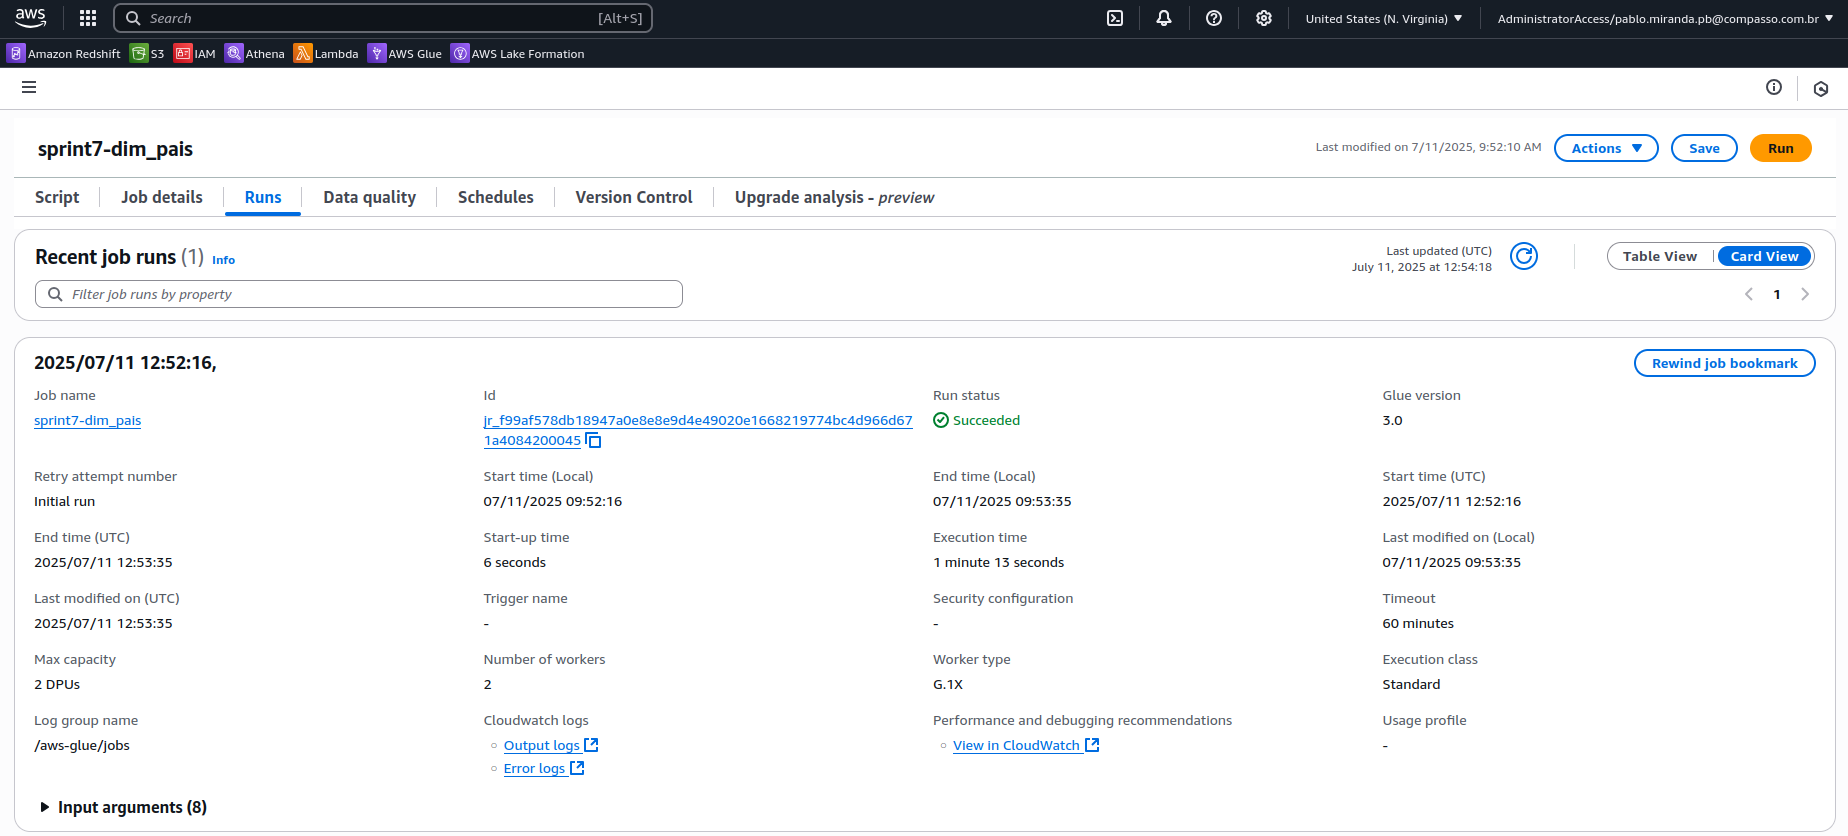 aws
Search [Alt+S]
United States (N. Virginia)
AdministratorAccess/pablo.miranda.pb@compasso.com.br
Amazon Redshift S3 IAM Athena Lambda AWS Glue AWS Lake Formation
sprint7-dim_pais
Last modified on 7/11/2025, 9:52:10 AM
Actions
Save
Run
Script Job details Runs Data quality Schedules Version Control Upgrade analysis - preview
Recent job runs (1) Info
Last updated (UTC)
July 11, 2025 at 12:54:18
Table View Card View
Filter job runs by property
1
2025/07/11 12:52:16,
Rewind job bookmark
Job name
sprint7-dim_pais
Id
jr_f99af578db18947a0e8e8e9d4e49020e1668219774bc4d966d67
1a4084200045
Run status
Succeeded
Glue version
3.0
Retry attempt number
Initial run
Start time (Local)
07/11/2025 09:52:16
End time (Local)
07/11/2025 09:53:35
Start time (UTC)
2025/07/11 12:52:16
End time (UTC)
2025/07/11 12:53:35
Start-up time
6 seconds
Execution time
1 minute 13 seconds
Last modified on (Local)
07/11/2025 09:53:35
Last modified on (UTC)
2025/07/11 12:53:35
Trigger name
-
Security configuration
-
Timeout
60 minutes
Max capacity
2 DPUs
Number of workers
2
Worker type
G.1X
Execution class
Standard
Log group name
/aws-glue/jobs
Cloudwatch logs
Output logs
Error logs
Performance and debugging recommendations
View in CloudWatch
Usage profile
-
Input arguments (8)